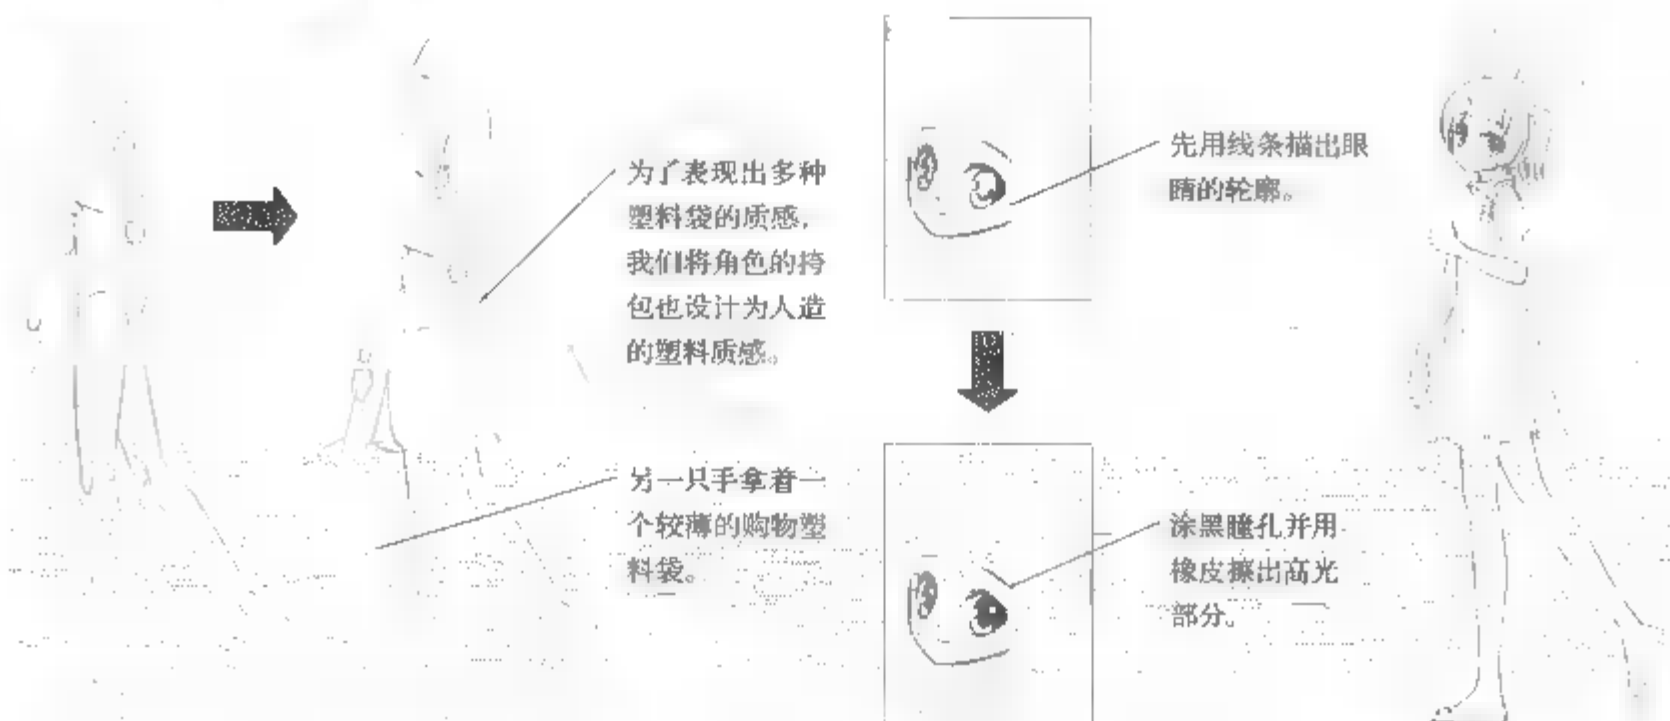 为了表现出多种
塑料袋的质感，
我们将角色的挎
包也设计为人造
的塑料质感。
另一只手拿着一
个较薄的购物塑
料袋。
先用线条描出眼
睛的轮廓。
涂黑瞳孔并用
橡皮擦出高光
部分。